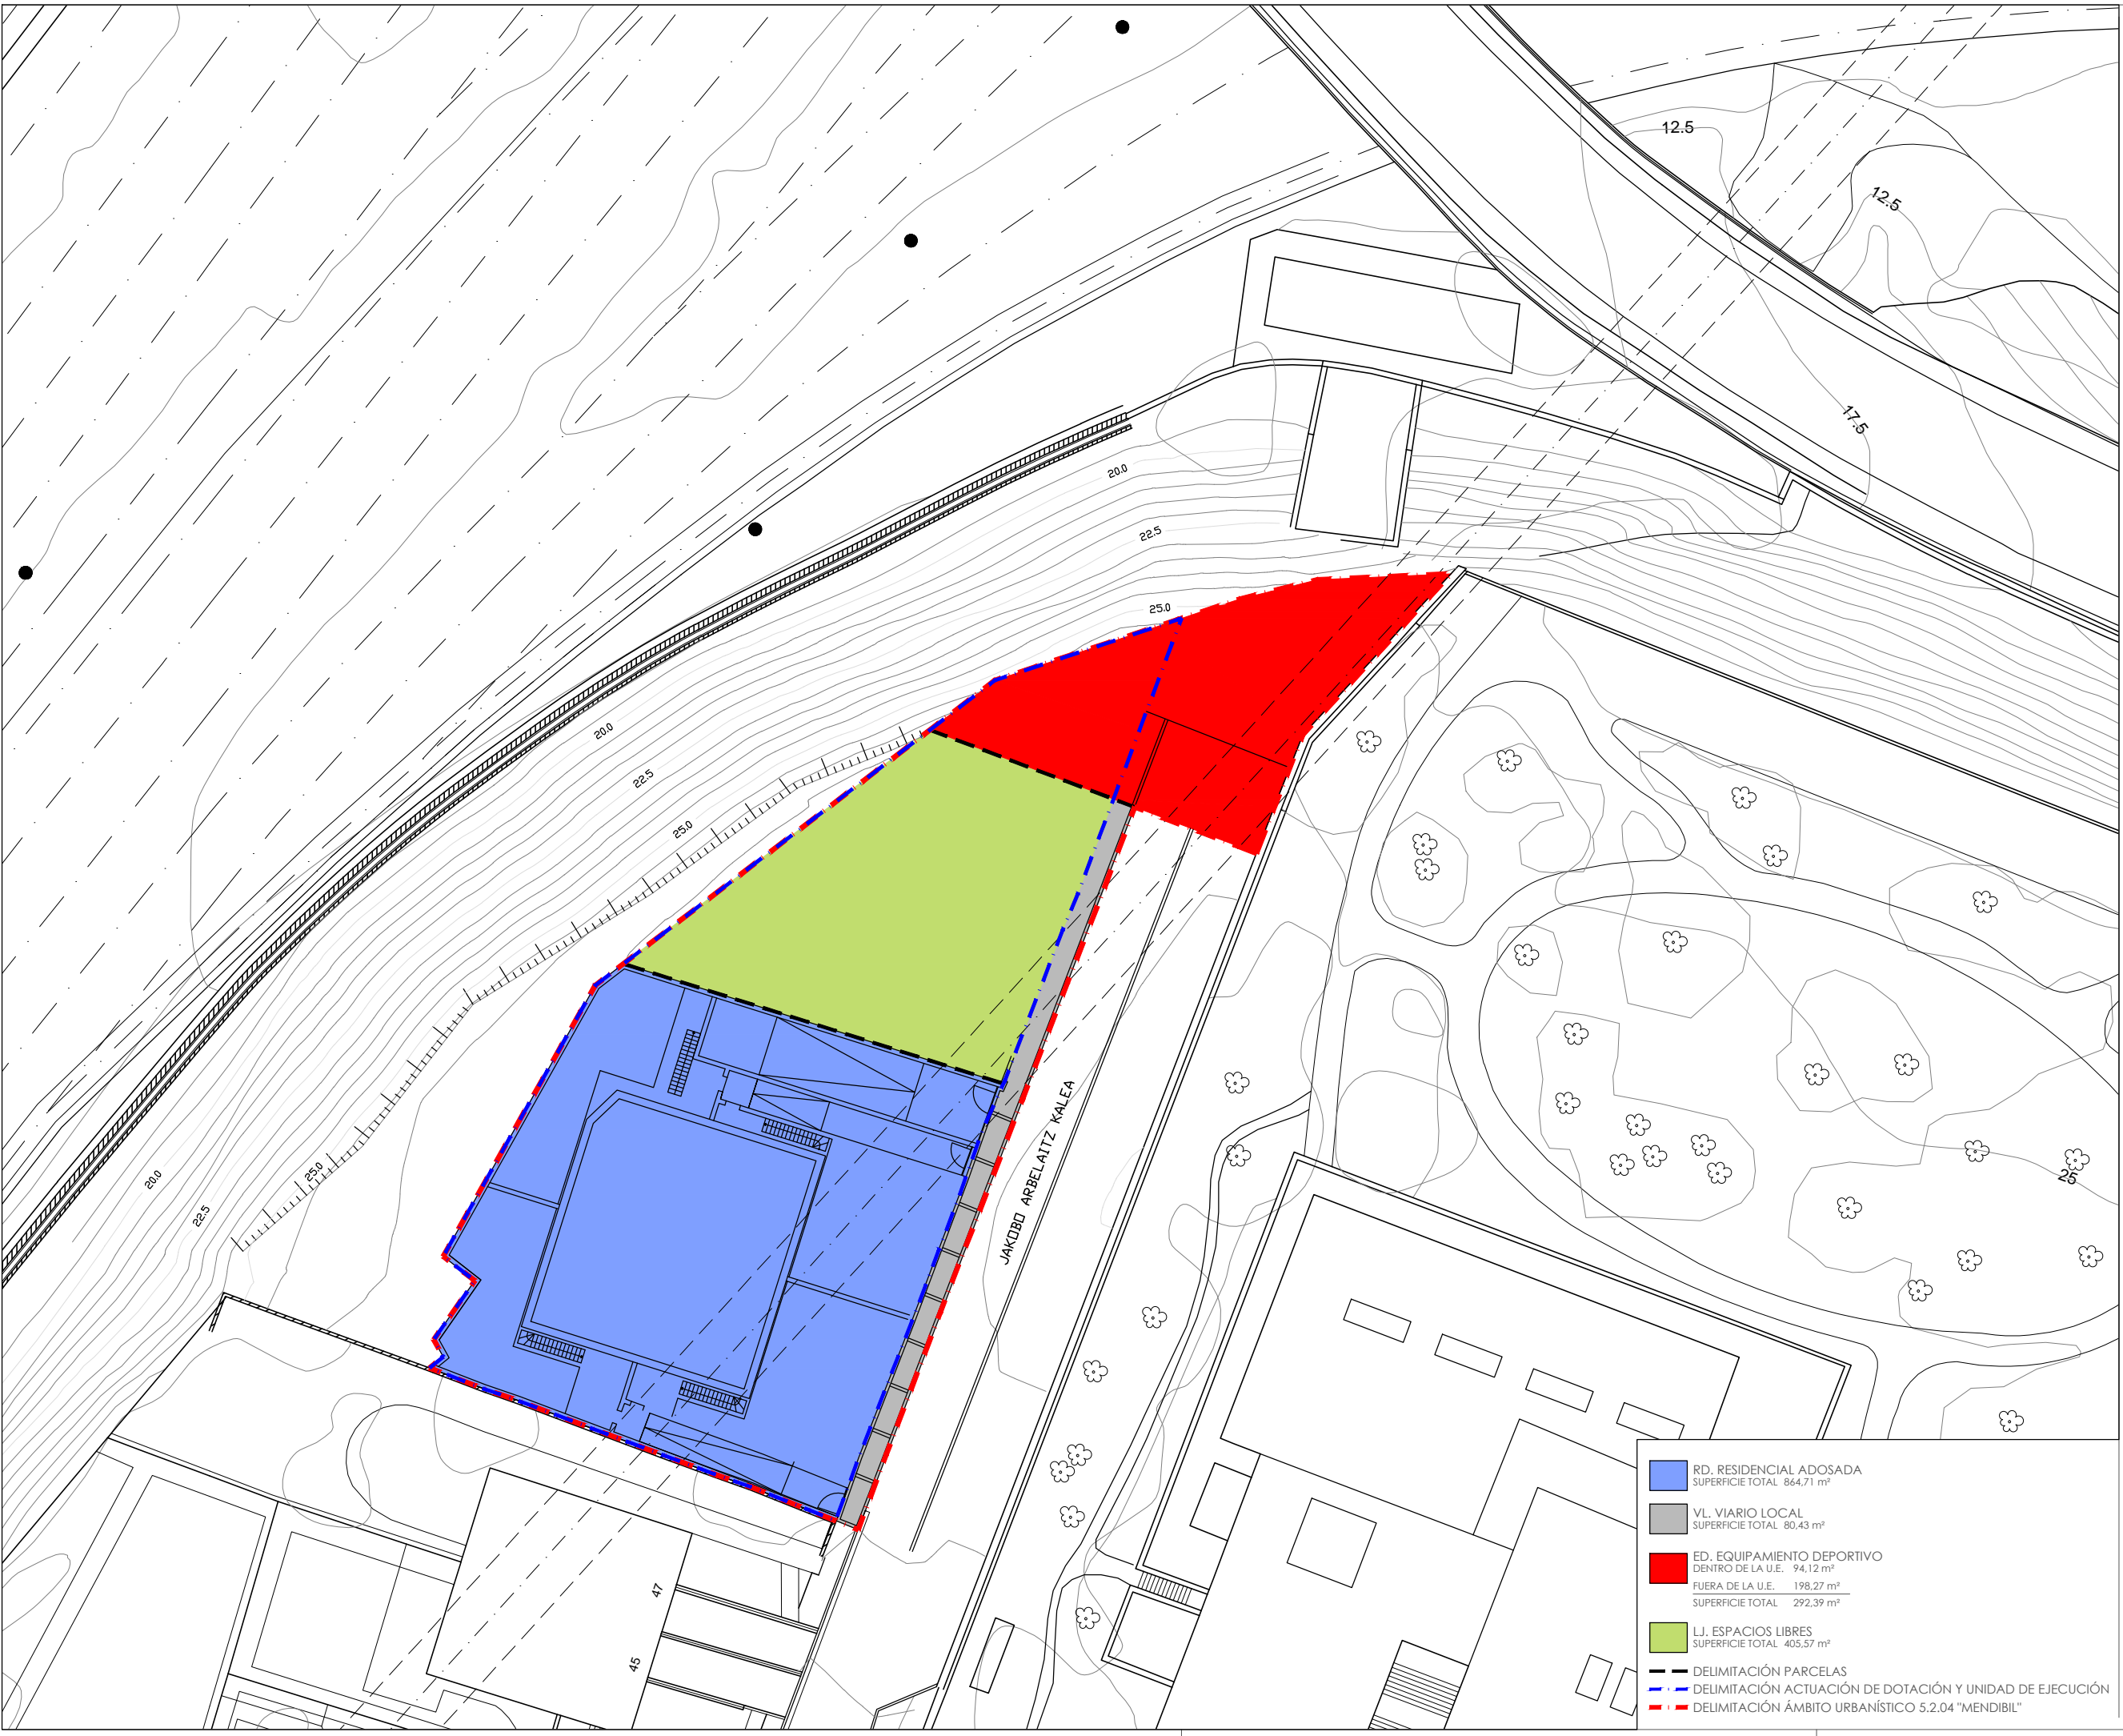 12.5
12.5
17.5
20.0
22.5
25.0
20.0
22.5
25.0
20.0
22.5
25.0
JAKOBO ARBELAITZ KALEA
25
47
45
RD. RESIDENCIAL ADOSADA
SUPERFICIE TOTAL 864,71 m²
VL. VIARIO LOCAL
SUPERFICIE TOTAL 80,43 m²
ED. EQUIPAMIENTO DEPORTIVO
DENTRO DE LA U.E. 94,12 m²
FUERA DE LA U.E. 198,27 m²
SUPERFICIE TOTAL 292,39 m²
LJ. ESPACIOS LIBRES
SUPERFICIE TOTAL 405,57 m²
DELIMITACIÓN PARCELAS
DELIMITACIÓN ACTUACIÓN DE DOTACIÓN Y UNIDAD DE EJECUCIÓN
DELIMITACIÓN ÁMBITO URBANÍSTICO 5.2.04 "MENDIBIL"